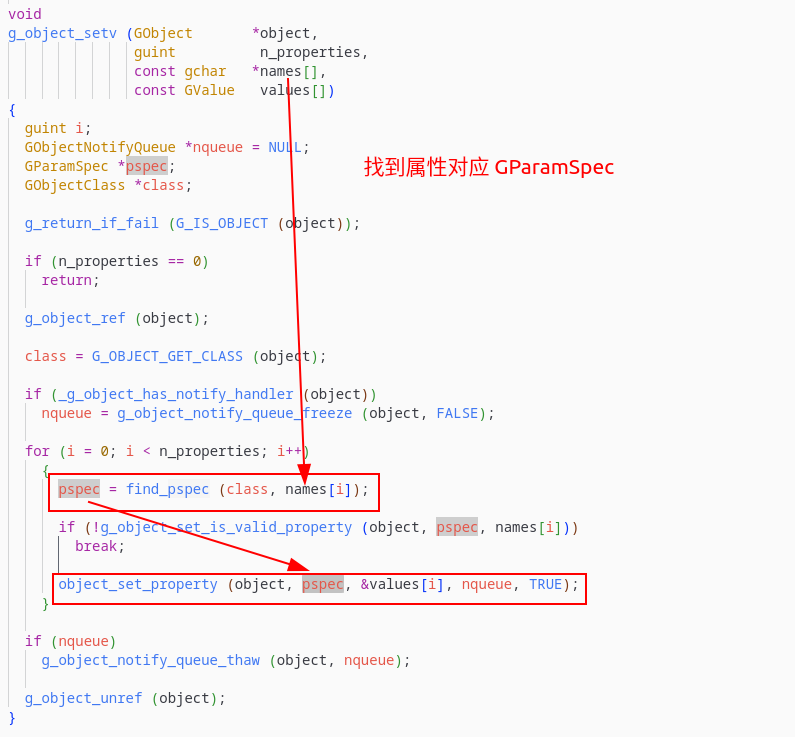 void
g_object_setv (GObject       *object,
               guint          n_properties,
               const gchar   *names[],
               const GValue   values[])
{
  guint i;
  GObjectNotifyQueue *nqueue = NULL;
  GParamSpec *pspec;
找到属性对应 GParamSpec
  GObjectClass *class;
  g_return_if_fail (G_IS_OBJECT (object));
  if (n_properties == 0)
    return;
  g_object_ref (object);
  class = G_OBJECT_GET_CLASS (object);
  if (_g_object_has_notify_handler (object))
    nqueue = g_object_notify_queue_freeze (object, FALSE);
  for (i = 0; i < n_properties; i++)
    {
      pspec = find_pspec (class, names[i]);
      if (!g_object_set_is_valid_property (object, pspec, names[i]))
        break;
      object_set_property (object, pspec, &values[i], nqueue, TRUE);
    }
  if (nqueue)
    g_object_notify_queue_thaw (object, nqueue);
  g_object_unref (object);
}